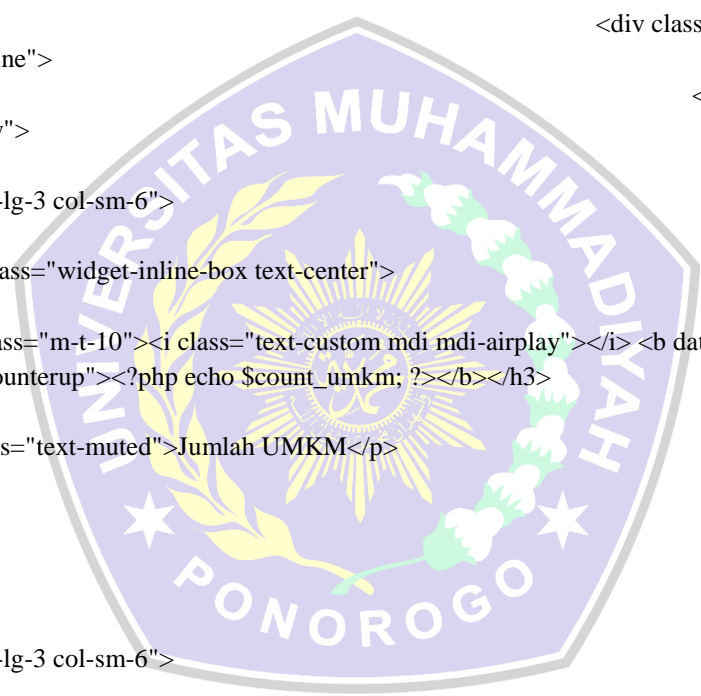 <div class
ine">
<
v">
-lg-3 col-sm-6">
ass="widget-inline-box text-center">
ass="m-t-10"><i class="text-custom mdi mdi-airplay"></i> <b dat
ounterup"><?php echo $count_umkm; ?></b></h3>
s="text-muted">Jumlah UMKM</p>
-lg-3 col-sm-6">
UNIVERSITAS MUHAMMADIYAH
PONOROGO